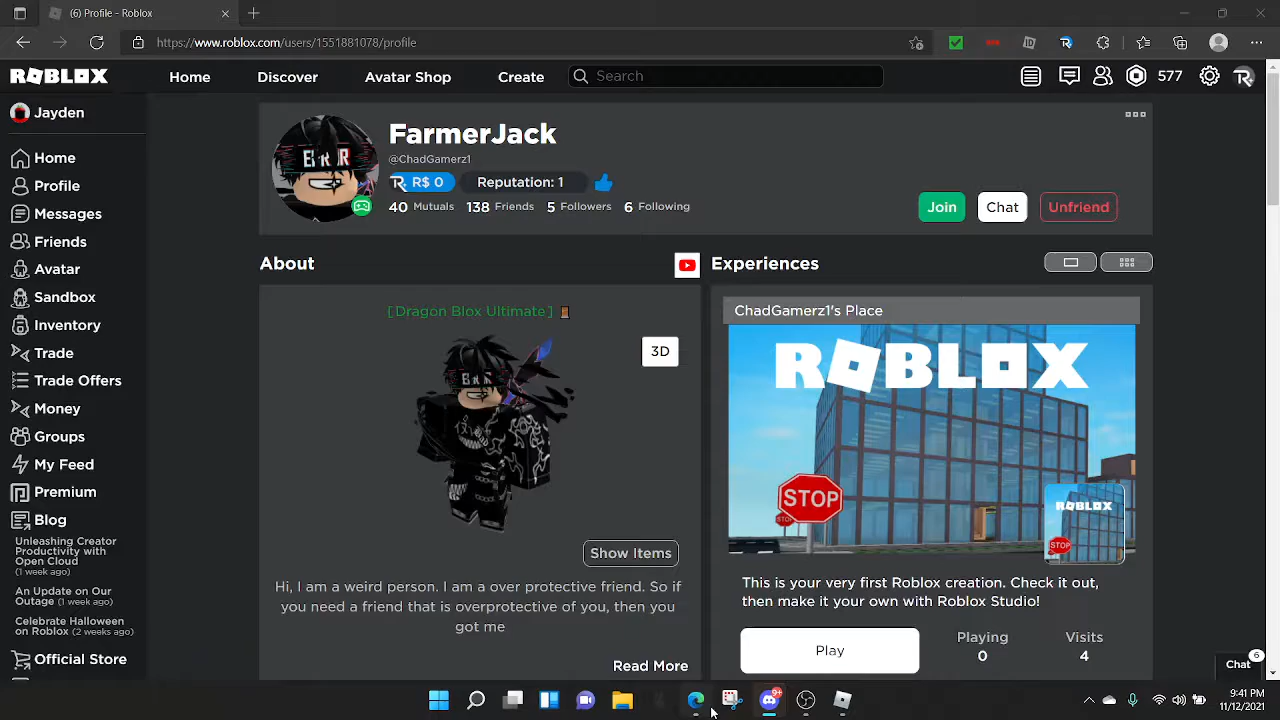 (6) Profile - Roblox
https://www.roblox.com/users/1551881078/profile
ROBLOX
Home
Discover
Avatar Shop
Create
Search
577
Jayden
Home
Profile
Messages
Friends
Avatar
Sandbox
Inventory
Trade
Trade Offers
Money
Groups
My Feed
Premium
Blog
Unleashing Creator
Productivity with
Open Cloud
(1 week ago)
An Update on Our
Outage (1 week ago)
Celebrate Halloween
on Roblox (2 weeks ago)
Official Store
FarmerJack
@ChadGamerz1
R$ 0
Reputation: 1
40 Mutuals
138 Friends
5 Followers
6 Following
Join
Chat
Unfriend
About
[Dragon Blox Ultimate]
3D
Show Items
Hi, I am a weird person. I am a over protective friend. So if
you need a friend that is overprotective of you, then you
got me
Read More
Experiences
ChadGamerz1's Place
ROBLOX
STOP
STOP
ROBLOX
STOP
This is your very first Roblox creation. Check it out,
then make it your own with Roblox Studio!
Play
Playing
0
Visits
4
Chat
6
9+
9:41 PM
11/12/2021